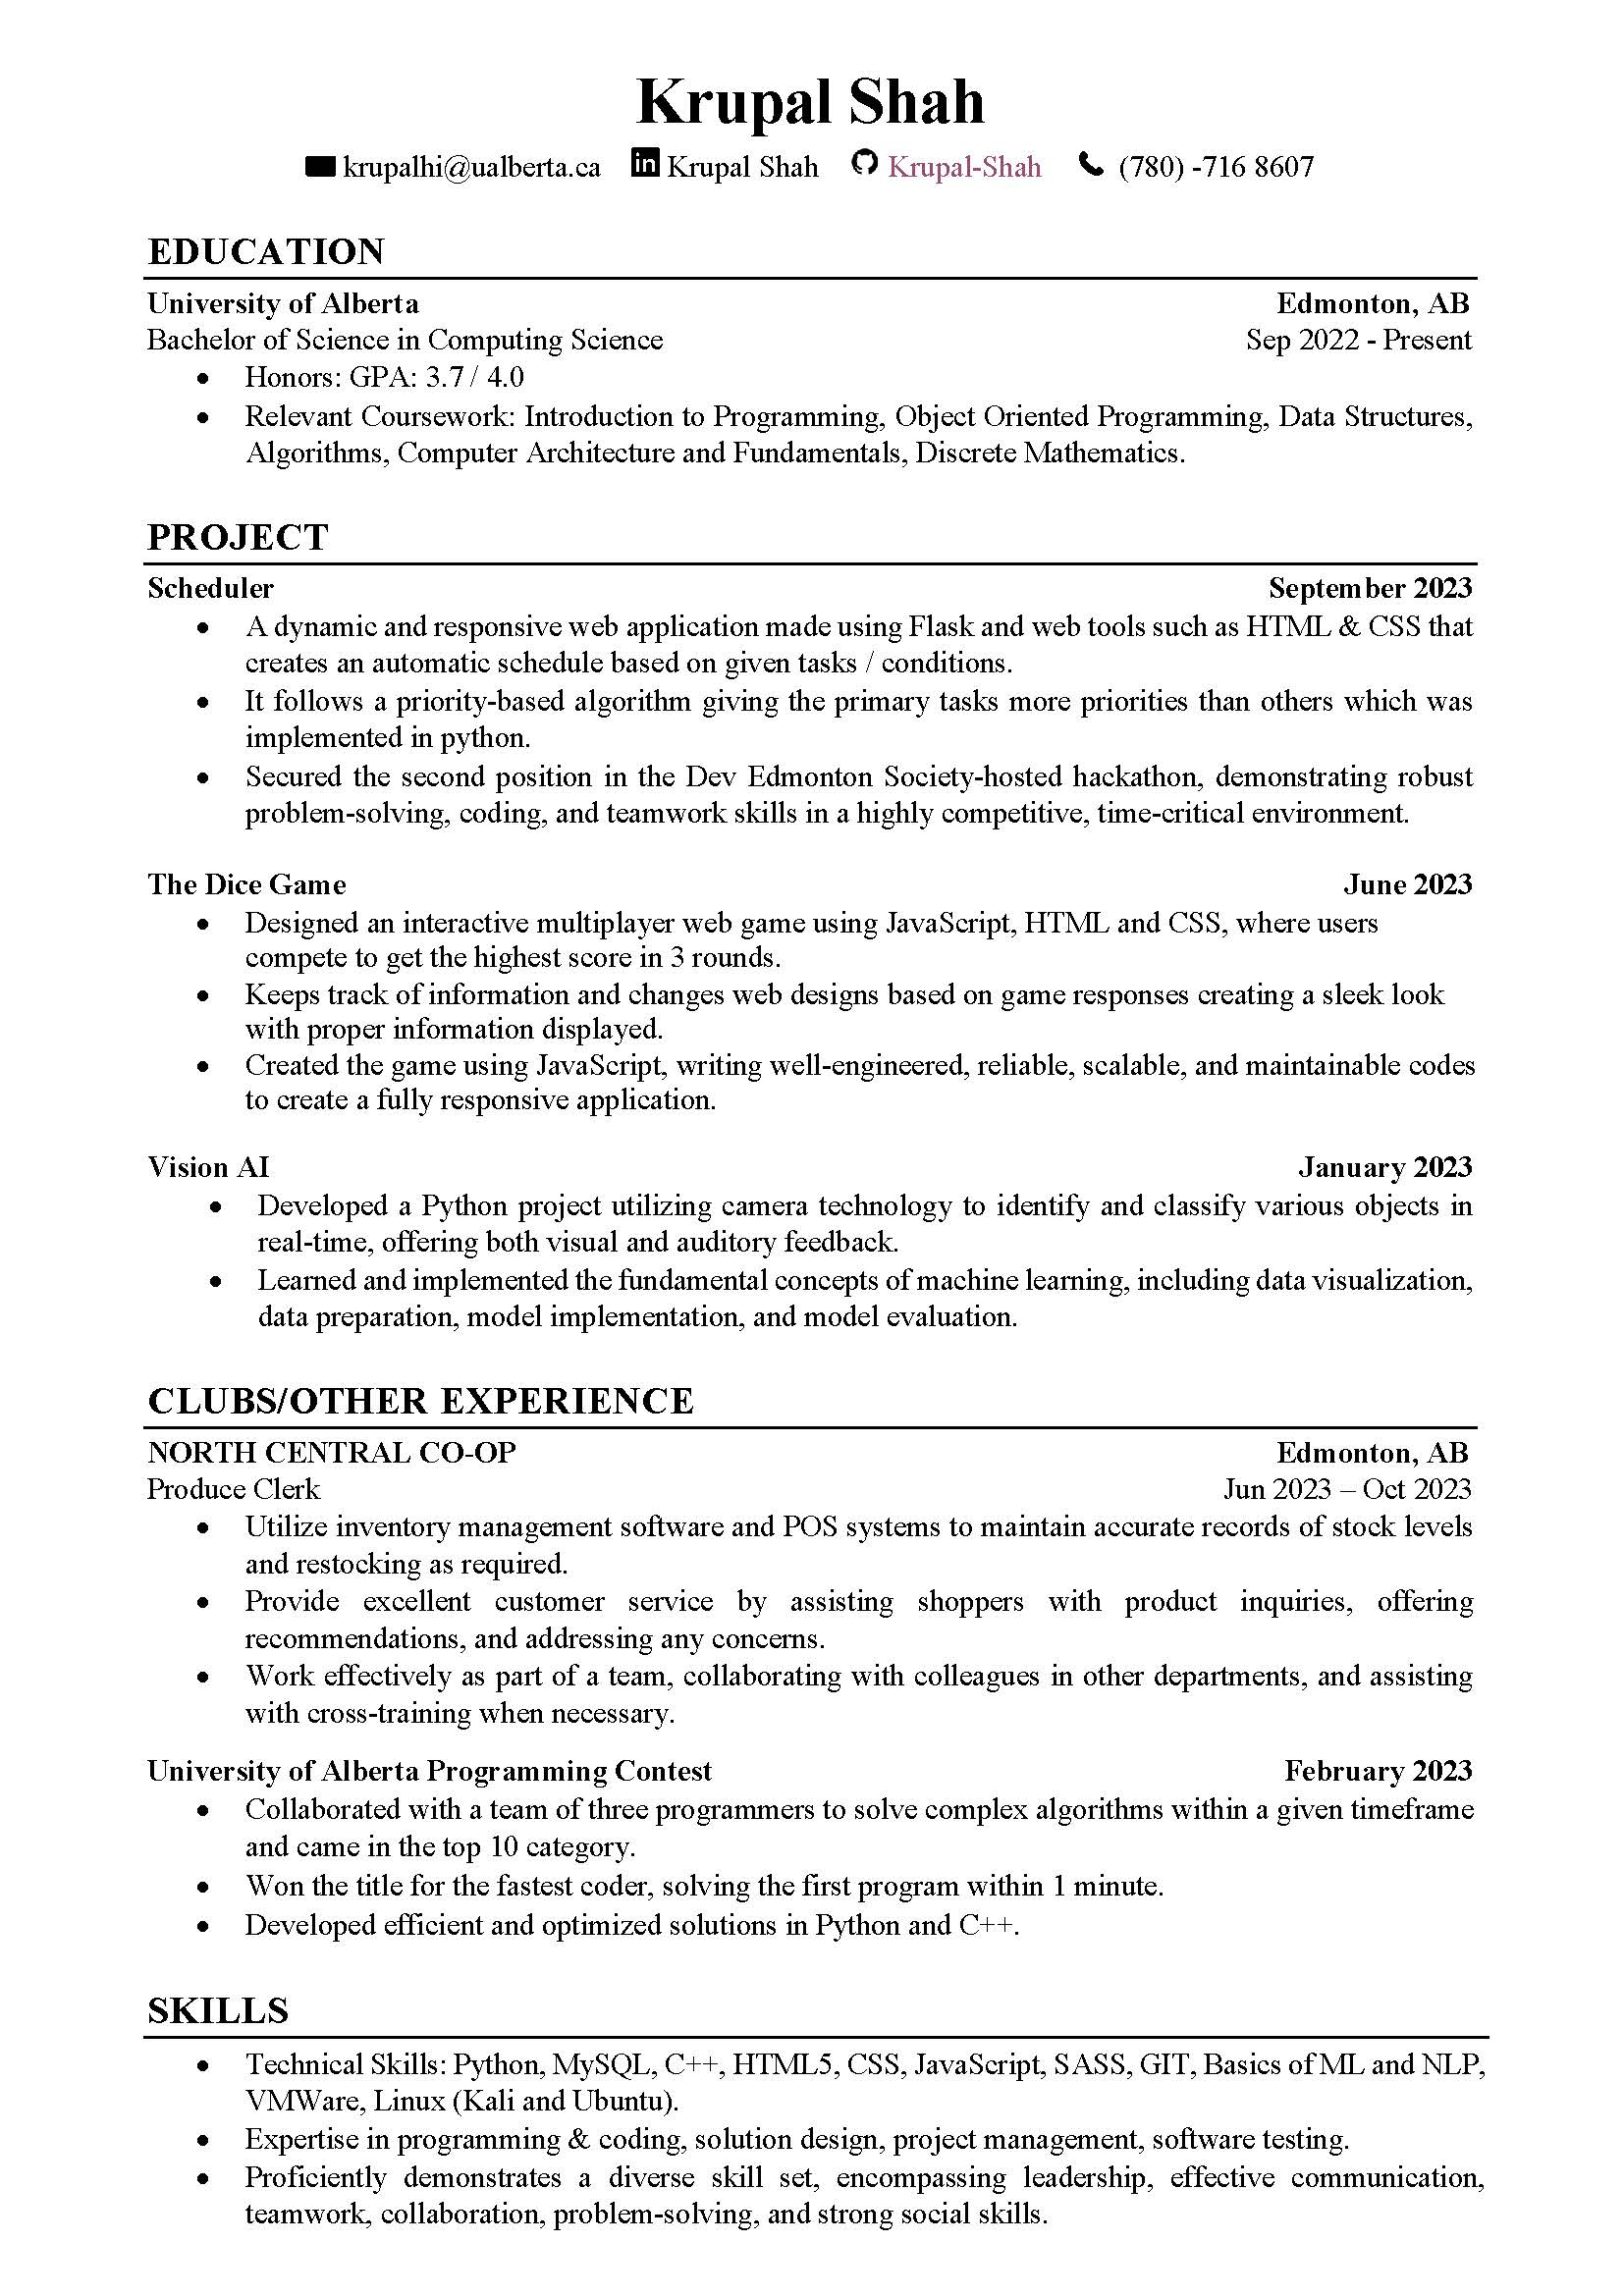 Krupal Shah
krupalhi@ualberta.ca in Krupal Shah Krupal-Shah (780) -716 8607
EDUCATION
University of Alberta Edmonton, AB
Bachelor of Science in Computing Science Sep 2022 - Present
• Honors: GPA: 3.7 / 4.0
• Relevant Coursework: Introduction to Programming, Object Oriented Programming, Data Structures,
Algorithms, Computer Architecture and Fundamentals, Discrete Mathematics.
PROJECT
Scheduler September 2023
• A dynamic and responsive web application made using Flask and web tools such as HTML & CSS that
creates an automatic schedule based on given tasks / conditions.
• It follows a priority-based algorithm giving the primary tasks more priorities than others which was
implemented in python.
• Secured the second position in the Dev Edmonton Society-hosted hackathon, demonstrating robust
problem-solving, coding, and teamwork skills in a highly competitive, time-critical environment.
The Dice Game June 2023
• Designed an interactive multiplayer web game using JavaScript, HTML and CSS, where users
compete to get the highest score in 3 rounds.
• Keeps track of information and changes web designs based on game responses creating a sleek look
with proper information displayed.
• Created the game using JavaScript, writing well-engineered, reliable, scalable, and maintainable codes
to create a fully responsive application.
Vision AI January 2023
• Developed a Python project utilizing camera technology to identify and classify various objects in
real-time, offering both visual and auditory feedback.
• Learned and implemented the fundamental concepts of machine learning, including data visualization,
data preparation, model implementation, and model evaluation.
CLUBS/OTHER EXPERIENCE
NORTH CENTRAL CO-OP Edmonton, AB
Produce Clerk Jun 2023 – Oct 2023
• Utilize inventory management software and POS systems to maintain accurate records of stock levels
and restocking as required.
• Provide excellent customer service by assisting shoppers with product inquiries, offering
recommendations, and addressing any concerns.
• Work effectively as part of a team, collaborating with colleagues in other departments, and assisting
with cross-training when necessary.
University of Alberta Programming Contest February 2023
• Collaborated with a team of three programmers to solve complex algorithms within a given timeframe
and came in the top 10 category.
• Won the title for the fastest coder, solving the first program within 1 minute.
• Developed efficient and optimized solutions in Python and C++.
SKILLS
• Technical Skills: Python, MySQL, C++, HTML5, CSS, JavaScript, SASS, GIT, Basics of ML and NLP,
VMWare, Linux (Kali and Ubuntu).
• Expertise in programming & coding, solution design, project management, software testing.
• Proficiently demonstrates a diverse skill set, encompassing leadership, effective communication,
teamwork, collaboration, problem-solving, and strong social skills.